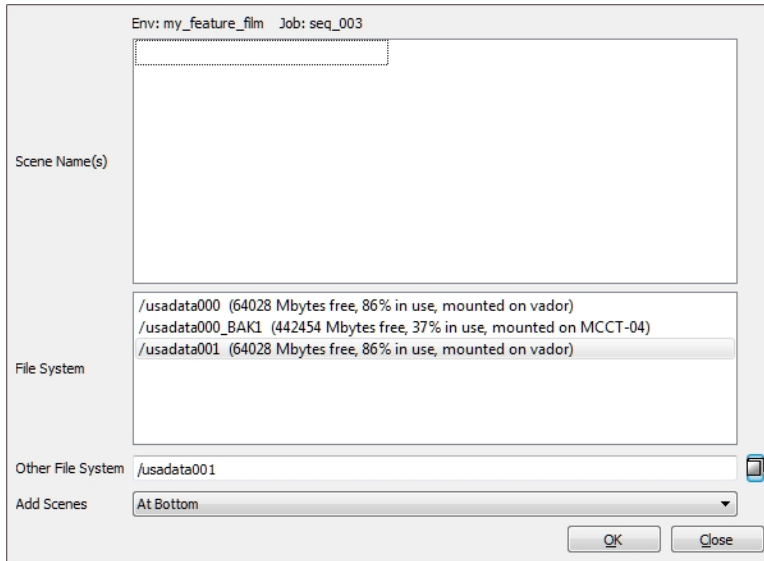 Env: my_feature_film Job: seq_003
Scene Name(s)
/usadata000 (64028 Mbytes free, 86% in use, mounted on vador)
/usadata000_BAK1 (442454 Mbytes free, 37% in use, mounted on MCCT-04)
/usadata001 (64028 Mbytes free, 86% in use, mounted on vador)
File System
Other File System /usadata001
Add Scenes At Bottom
OK Close